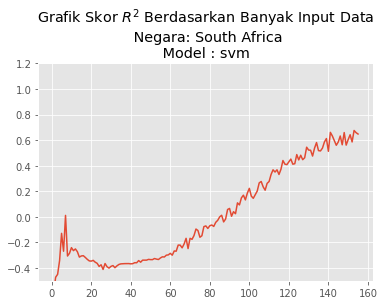 Grafik Skor R² Berdasarkan Banyak Input Data
Negara: South Africa
Model : svm
1.2
1.0
0.8
0.6
0.4
0.2
0.0
−0.2
−0.4
0 20 40 60 80 100 120 140 160